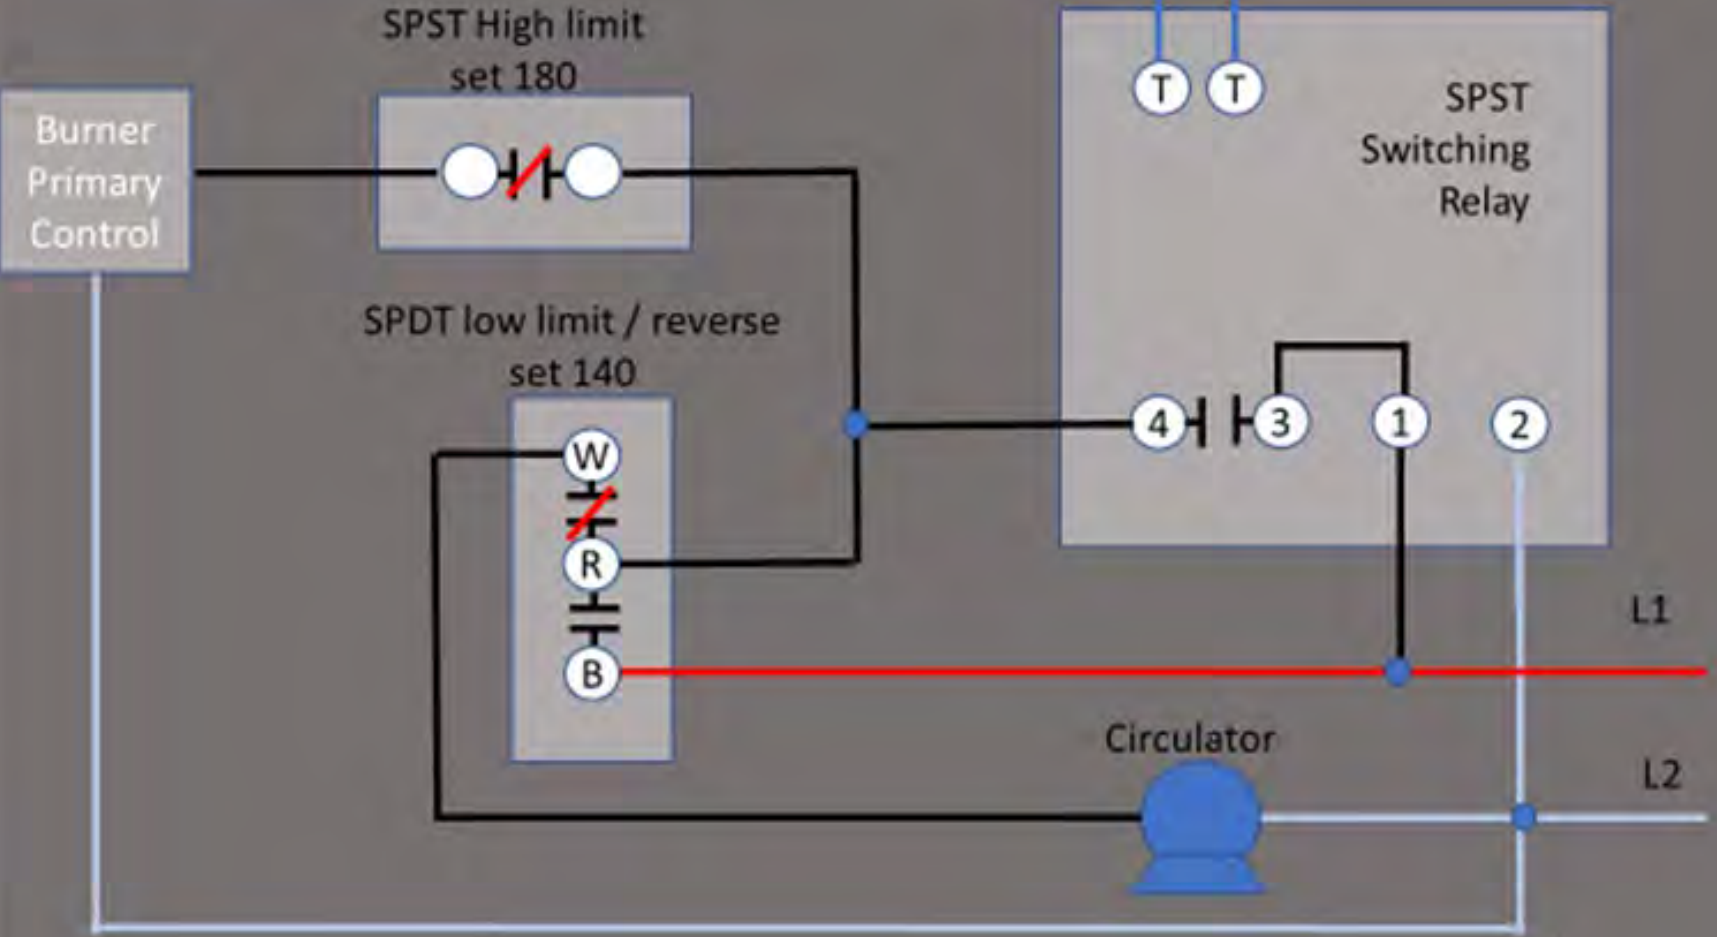 SPST High limit
set 180
Burner
Primary
Control
T T
SPST
Switching
Relay
SPDT low limit / reverse
set 140
W
R
B
4 3 1 2
L1
Circulator
L2